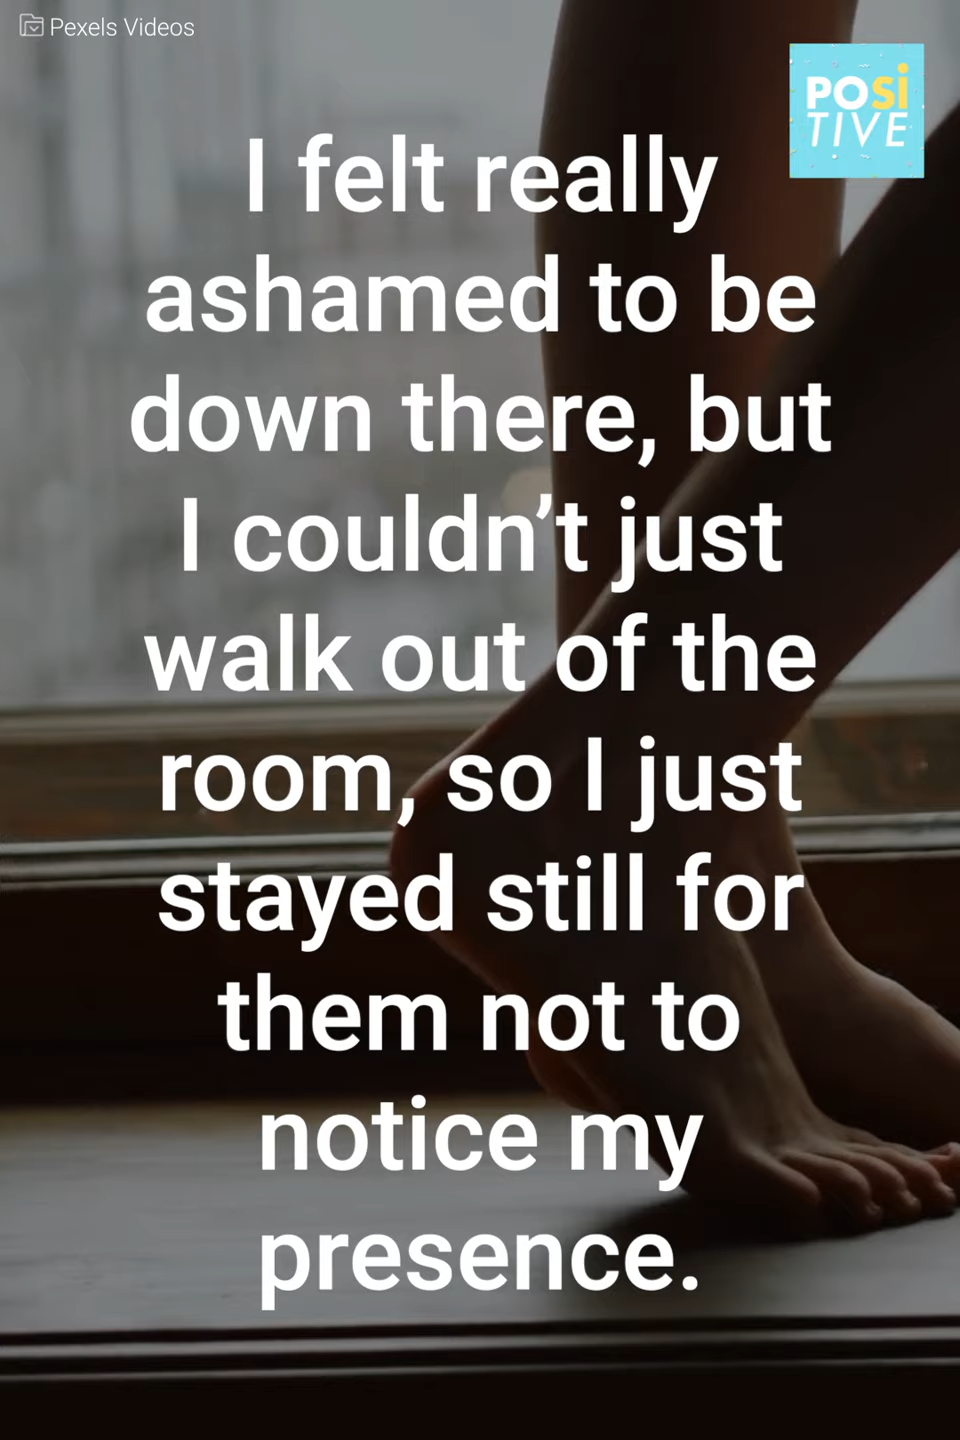 Pexels Videos
POSi
TIVE
I felt really
ashamed to be
down there, but
I couldn’t just
walk out of the
room, so I just
stayed still for
them not to
notice my
presence.